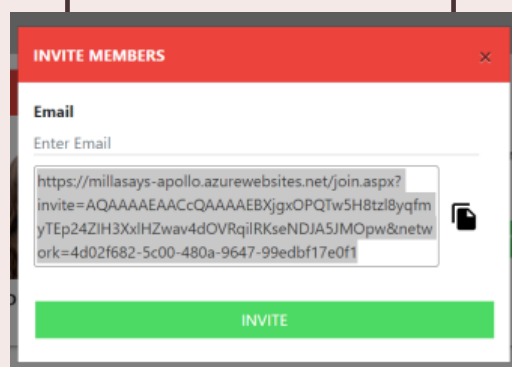 INVITE MEMBERS
×
Email
Enter Email
https://millasays-apollo.azurewebsites.net/join.aspx?
invite=AQAAAAEAACcQAAAAEBXjgxOPQTw5H8tzl8yqfm
yTEp24ZIH3XxlHZwav4dOVRqilRKseNDJA5JMOpw&netw
ork=4d02f682-5c00-480a-9647-99edbf17e0f1
INVITE